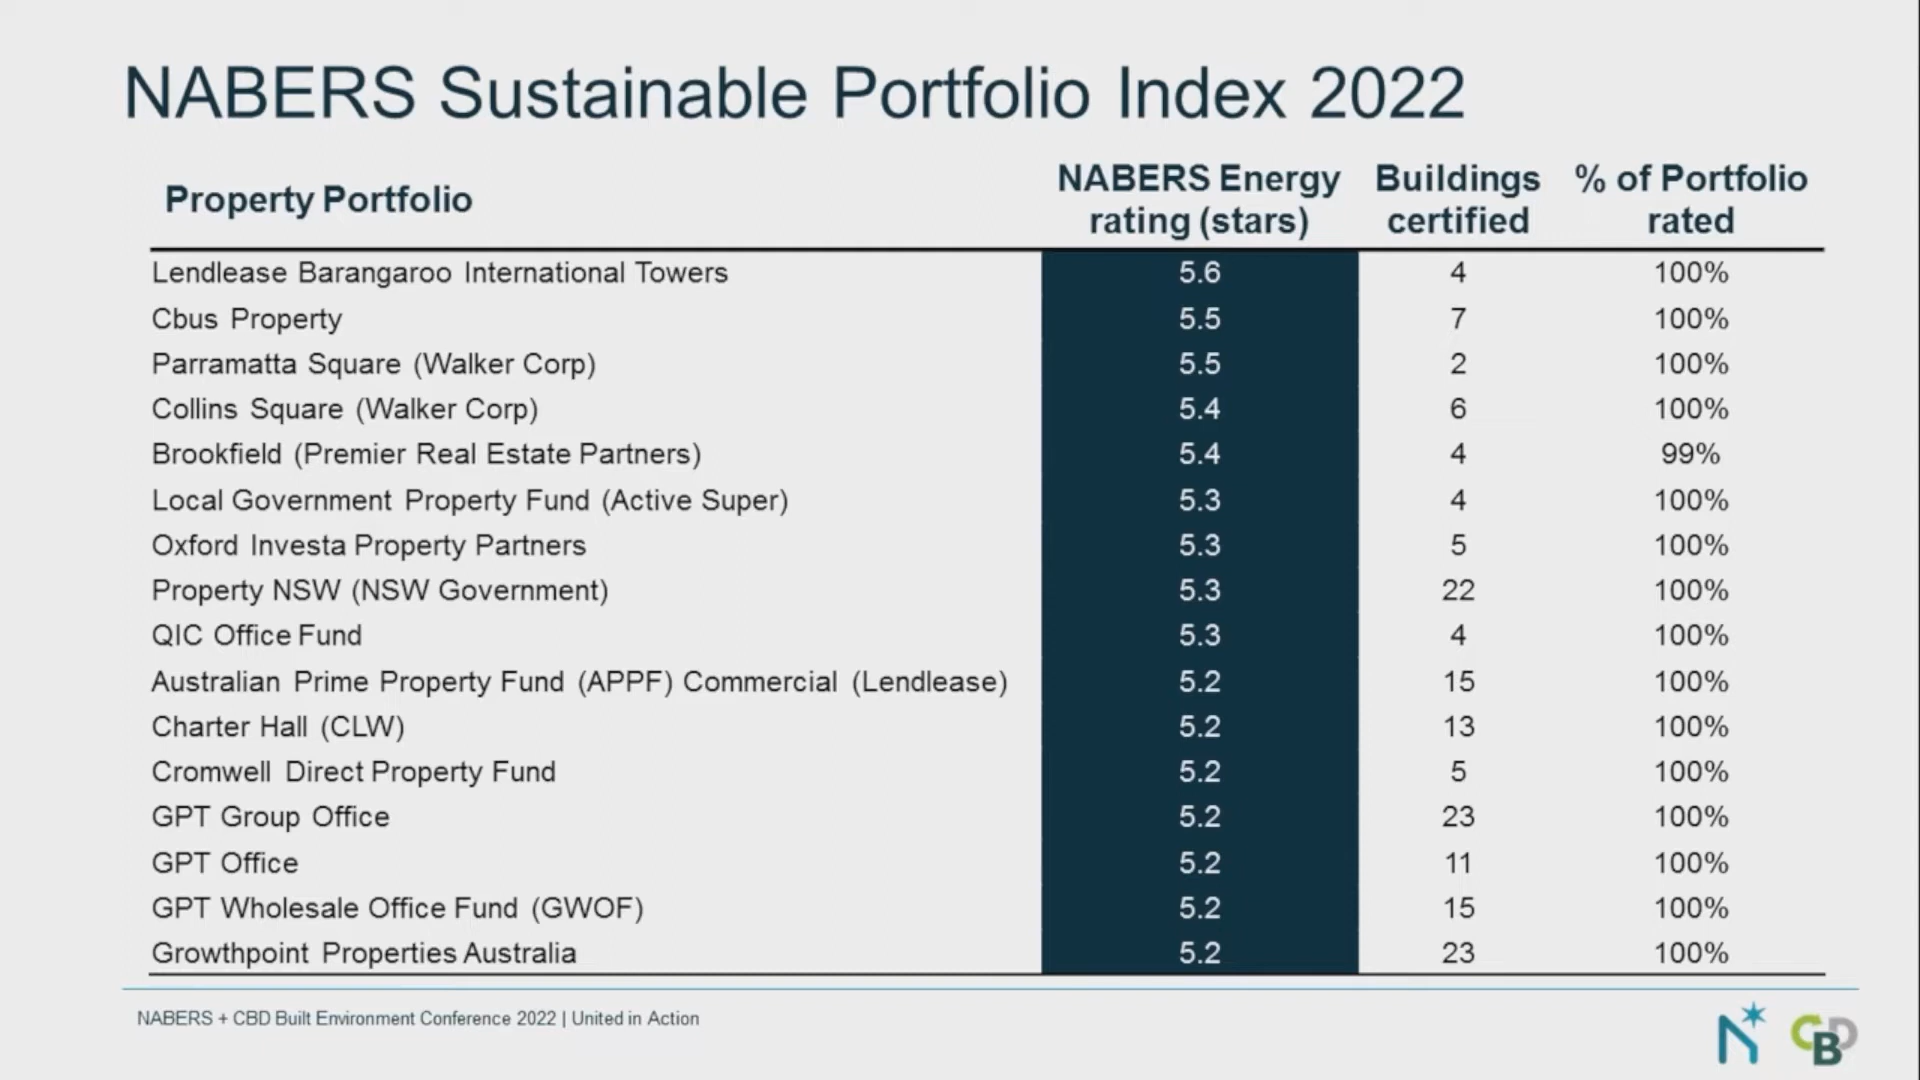 NABERS Sustainable Portfolio Index 2022
Property Portfolio NABERS Energy rating (stars) Buildings certified % of Portfolio rated
Lendlease Barangaroo International Towers 5.6 4 100%
Cbus Property 5.5 7 100%
Parramatta Square (Walker Corp) 5.5 2 100%
Collins Square (Walker Corp) 5.4 6 100%
Brookfield (Premier Real Estate Partners) 5.4 4 99%
Local Government Property Fund (Active Super) 5.3 4 100%
Oxford Investa Property Partners 5.3 5 100%
Property NSW (NSW Government) 5.3 22 100%
QIC Office Fund 5.3 4 100%
Australian Prime Property Fund (APPF) Commercial (Lendlease) 5.2 15 100%
Charter Hall (CLW) 5.2 13 100%
Cromwell Direct Property Fund 5.2 5 100%
GPT Group Office 5.2 23 100%
GPT Office 5.2 11 100%
GPT Wholesale Office Fund (GWOF) 5.2 15 100%
Growthpoint Properties Australia 5.2 23 100%
NABERS + CBD Built Environment Conference 2022 | United in Action
N CBD